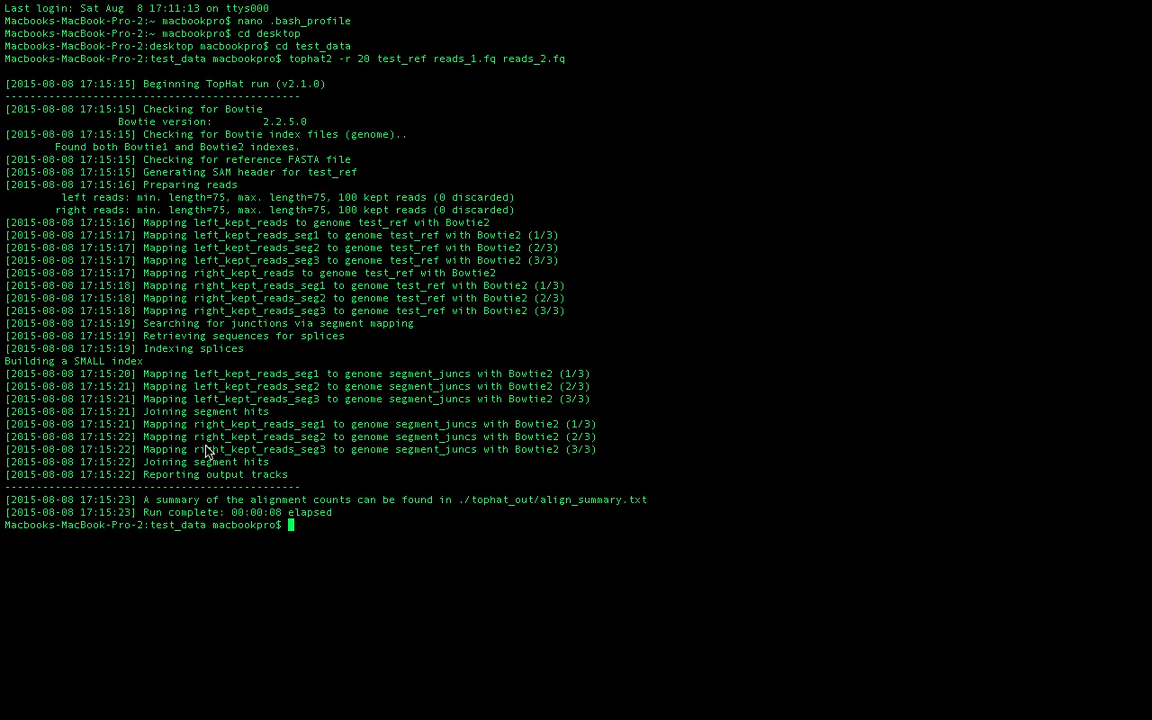 Last login: Sat Aug  8 17:11:13 on ttys000
Macbooks-MacBook-Pro-2:~ macbookpro$ nano .bash_profile
Macbooks-MacBook-Pro-2:~ macbookpro$ cd desktop
Macbooks-MacBook-Pro-2:desktop macbookpro$ cd test_data
Macbooks-MacBook-Pro-2:test_data macbookpro$ tophat2 -r 20 test_ref reads_1.fq reads_2.fq
[2015-08-08 17:15:15] Beginning TopHat run (v2.1.0)
-----------------------------------------------
[2015-08-08 17:15:15] Checking for Bowtie
Bowtie version:        2.2.5.0
[2015-08-08 17:15:15] Checking for Bowtie index files (genome)..
Found both Bowtie1 and Bowtie2 indexes.
[2015-08-08 17:15:15] Checking for reference FASTA file
[2015-08-08 17:15:15] Generating SAM header for test_ref
[2015-08-08 17:15:16] Preparing reads
left reads: min. length=75, max. length=75, 100 kept reads (0 discarded)
right reads: min. length=75, max. length=75, 100 kept reads (0 discarded)
[2015-08-08 17:15:16] Mapping left_kept_reads to genome test_ref with Bowtie2
[2015-08-08 17:15:17] Mapping left_kept_reads_seg1 to genome test_ref with Bowtie2 (1/3)
[2015-08-08 17:15:17] Mapping left_kept_reads_seg2 to genome test_ref with Bowtie2 (2/3)
[2015-08-08 17:15:17] Mapping left_kept_reads_seg3 to genome test_ref with Bowtie2 (3/3)
[2015-08-08 17:15:17] Mapping right_kept_reads to genome test_ref with Bowtie2
[2015-08-08 17:15:18] Mapping right_kept_reads_seg1 to genome test_ref with Bowtie2 (1/3)
[2015-08-08 17:15:18] Mapping right_kept_reads_seg2 to genome test_ref with Bowtie2 (2/3)
[2015-08-08 17:15:18] Mapping right_kept_reads_seg3 to genome test_ref with Bowtie2 (3/3)
[2015-08-08 17:15:19] Searching for junctions via segment mapping
[2015-08-08 17:15:19] Retrieving sequences for splices
[2015-08-08 17:15:19] Indexing splices
Building a SMALL index
[2015-08-08 17:15:20] Mapping left_kept_reads_seg1 to genome segment_juncs with Bowtie2 (1/3)
[2015-08-08 17:15:21] Mapping left_kept_reads_seg2 to genome segment_juncs with Bowtie2 (2/3)
[2015-08-08 17:15:21] Mapping left_kept_reads_seg3 to genome segment_juncs with Bowtie2 (3/3)
[2015-08-08 17:15:21] Joining segment hits
[2015-08-08 17:15:21] Mapping right_kept_reads_seg1 to genome segment_juncs with Bowtie2 (1/3)
[2015-08-08 17:15:22] Mapping right_kept_reads_seg2 to genome segment_juncs with Bowtie2 (2/3)
[2015-08-08 17:15:22] Mapping right_kept_reads_seg3 to genome segment_juncs with Bowtie2 (3/3)
[2015-08-08 17:15:22] Joining segment hits
[2015-08-08 17:15:22] Reporting output tracks
-----------------------------------------------
[2015-08-08 17:15:23] A summary of the alignment counts can be found in ./tophat_out/align_summary.txt
[2015-08-08 17:15:23] Run complete: 00:00:08 elapsed
Macbooks-MacBook-Pro-2:test_data macbookpro$